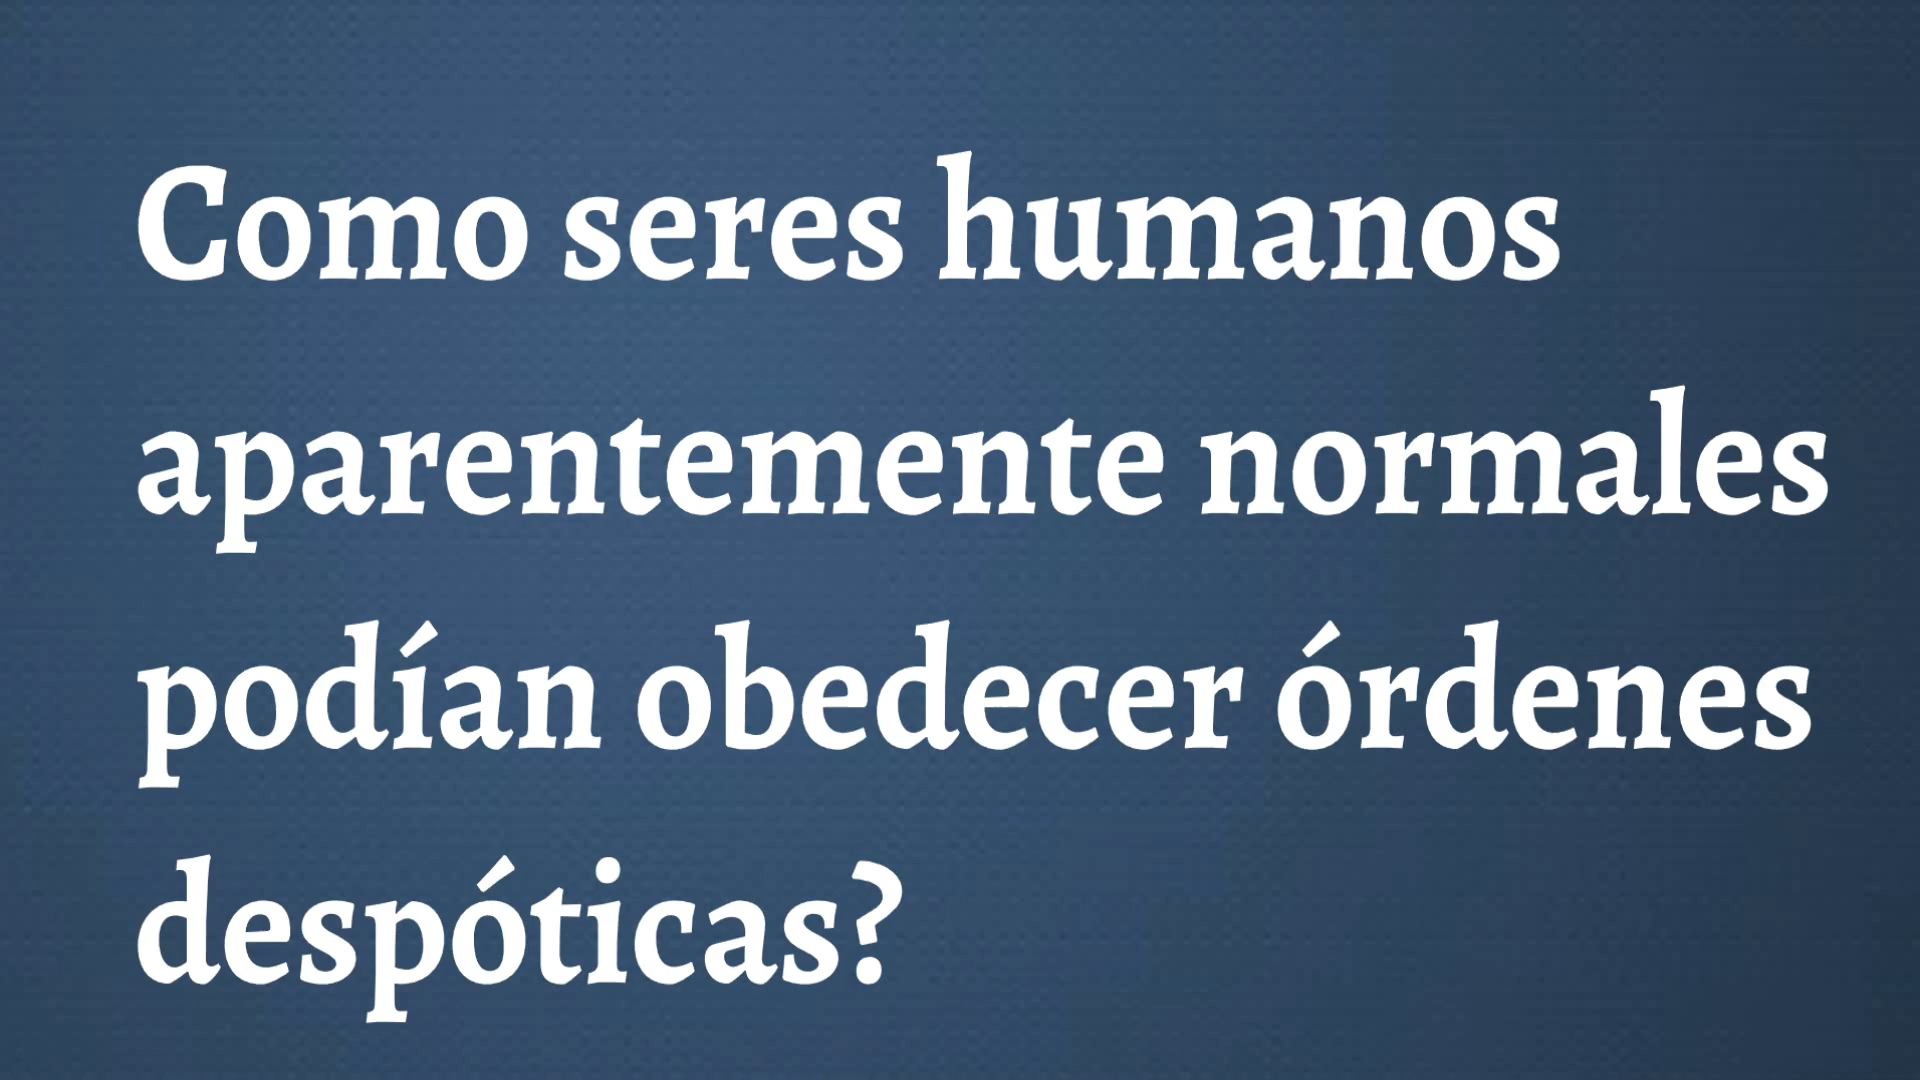 Como seres humanos
aparentemente normales
podían obedecer órdenes
despóticas?